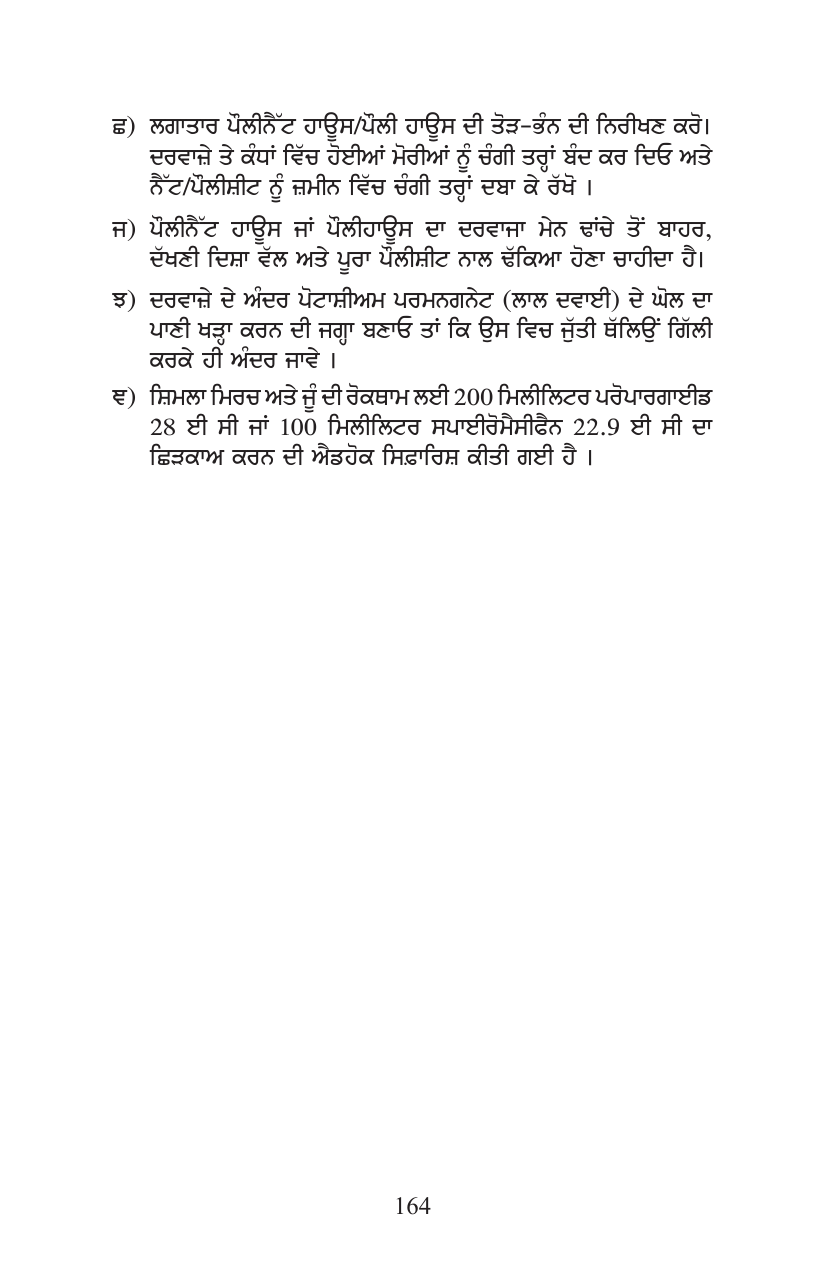 ਛ) ਲਗਾਤਾਰ ਪੌਲੀਨੈੱਟ ਹਾਊਸ/ਪੌਲੀ ਹਾਊਸ ਦੀ ਤੋੜ-ਭੰਨ ਦੀ ਨਿਰੀਖਣ ਕਰੋ।
ਦਰਵਾਜ਼ੇ ਤੇ ਕੰਧਾਂ ਵਿੱਚ ਹੋਈਆਂ ਮੋਰੀਆਂ ਨੂੰ ਚੰਗੀ ਤਰ੍ਹਾਂ ਬੰਦ ਕਰ ਦਿਓ ਅਤੇ
ਨੈੱਟ/ਪੌਲੀਸ਼ੀਟ ਨੂੰ ਜ਼ਮੀਨ ਵਿੱਚ ਚੰਗੀ ਤਰ੍ਹਾਂ ਦਬਾ ਕੇ ਰੱਖੋ ।
ਜ) ਪੌਲੀਨੈੱਟ ਹਾਊਸ ਜਾਂ ਪੌਲੀਹਾਊਸ ਦਾ ਦਰਵਾਜਾ ਮੇਨ ਢਾਂਚੇ ਤੋਂ ਬਾਹਰ,
ਦੱਖਣੀ ਦਿਸ਼ਾ ਵੱਲ ਅਤੇ ਪੂਰਾ ਪੌਲੀਸ਼ੀਟ ਨਾਲ ਢੱਕਿਆ ਹੋਣਾ ਚਾਹੀਦਾ ਹੈ।
ਝ) ਦਰਵਾਜ਼ੇ ਦੇ ਅੰਦਰ ਪੋਟਾਸ਼ੀਅਮ ਪਰਮਨਗਨੇਟ (ਲਾਲ ਦਵਾਈ) ਦੇ ਘੋਲ ਦਾ
ਪਾਣੀ ਖੜ੍ਹਾ ਕਰਨ ਦੀ ਜਗ੍ਹਾ ਬਣਾਓ ਤਾਂ ਕਿ ਉਸ ਵਿਚ ਜੁੱਤੀ ਥੱਲਿਉਂ ਗਿੱਲੀ
ਕਰਕੇ ਹੀ ਅੰਦਰ ਜਾਵੇ ।
ਞ) ਸ਼ਿਮਲਾ ਮਿਰਚ ਅਤੇ ਜੂੰ ਦੀ ਰੋਕਥਾਮ ਲਈ 200 ਮਿਲੀਲਿਟਰ ਪਰੋਪਾਰਗਾਈਡ
28 ਈ ਸੀ ਜਾਂ 100 ਮਿਲੀਲਿਟਰ ਸਪਾਈਰੋਮੈਸੀਫੈਨ 22.9 ਈ ਸੀ ਦਾ
ਛਿੜਕਾਅ ਕਰਨ ਦੀ ਐਡਹੋਕ ਸਿਫ਼ਾਰਿਸ਼ ਕੀਤੀ ਗਈ ਹੈ ।
164